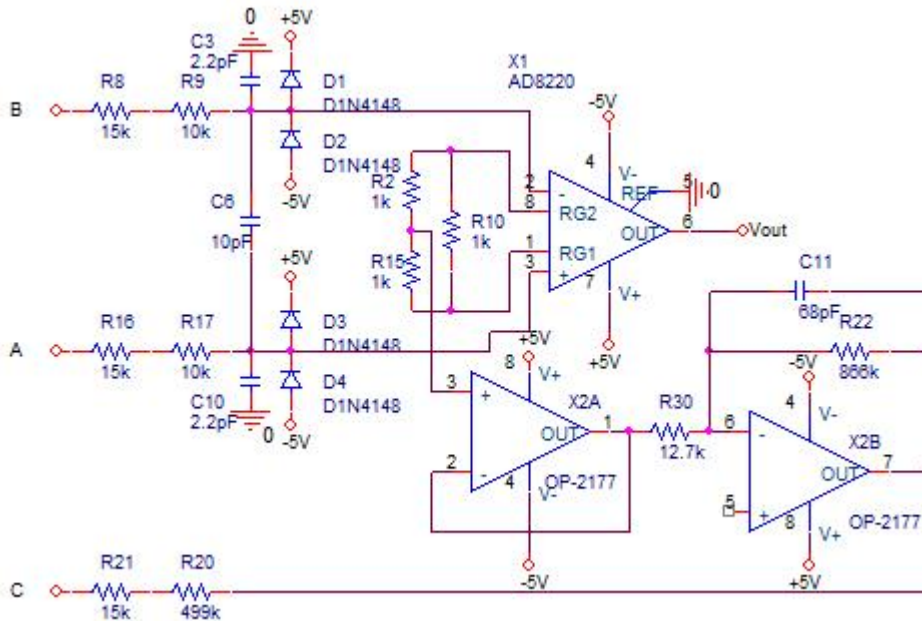 0
+5V
C3
2.2pF
R8
R9
D1
D1N4148
X1
AD8220
B
15k
10k
-5V
D2
D1N4148
4
V-
REF
5
0
-5V
C6
10pF
R2
1k
R10
1k
R15
1k
2
-
8
RG2
1
RG1
3
+
OUT
6
Vout
7
V+
+5V
+5V
C11
68pF
R22
866k
R16
R17
D3
D1N4148
A
15k
10k
+5V
8
V+
-5V
4
V-
C10
2.2pF
0
-5V
D4
D1N4148
3
+
X2A
OUT
1
R30
12.7k
6
-
X2B
OUT
7
2
-
4
V-
OP-2177
5
+
8
V+
OP-2177
-5V
+5V
R21
R20
C
15k
499k